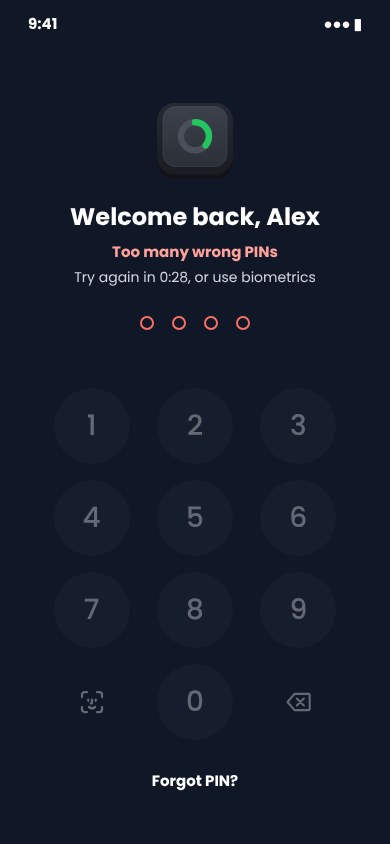 9:41
Welcome back, Alex
Too many wrong PINs
Try again in 0:28, or use biometrics
1 2 3
4 5 6
7 8 9
0
Forgot PIN?